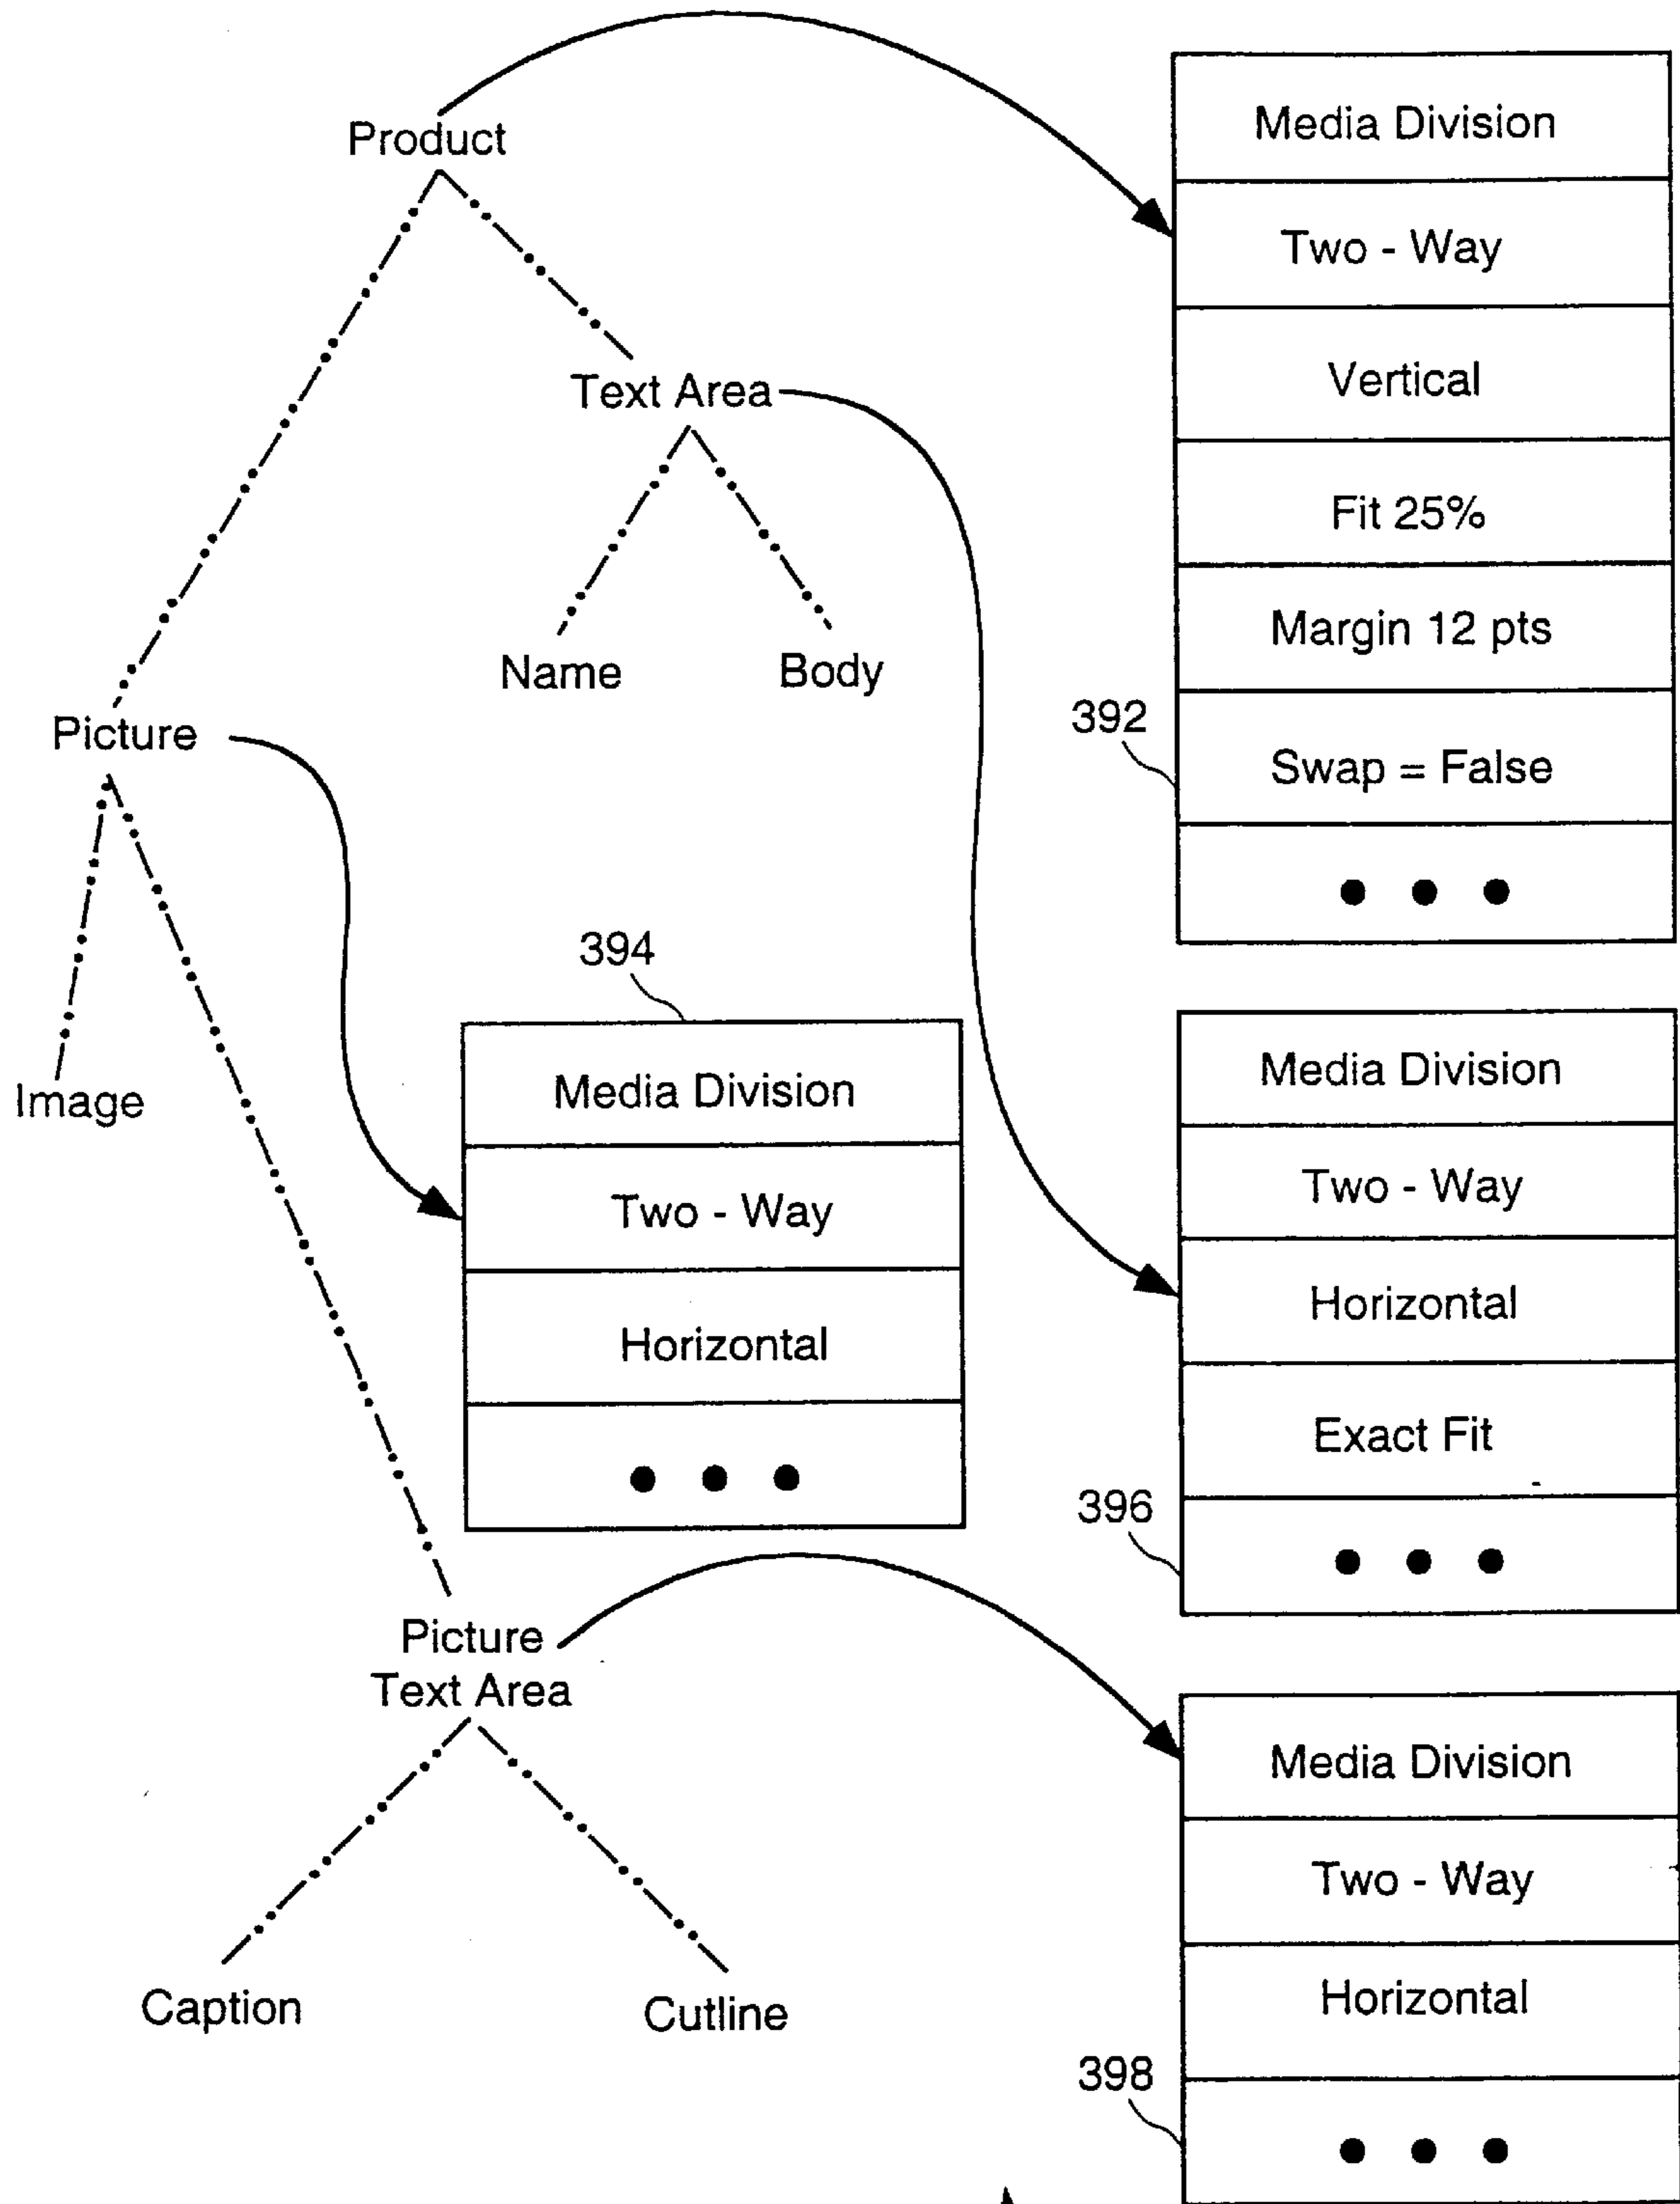 Product
Text Area
Name
Body
Picture
Image
Picture
Text Area
Caption
Cutline
Media Division
Two - Way
Vertical
Fit 25%
Margin 12 pts
392
Swap = False
• • •
394
Media Division
Two - Way
Horizontal
• • •
Media Division
Two - Way
Horizontal
Exact Fit
396
• • •
Media Division
Two - Way
Horizontal
398
• • •